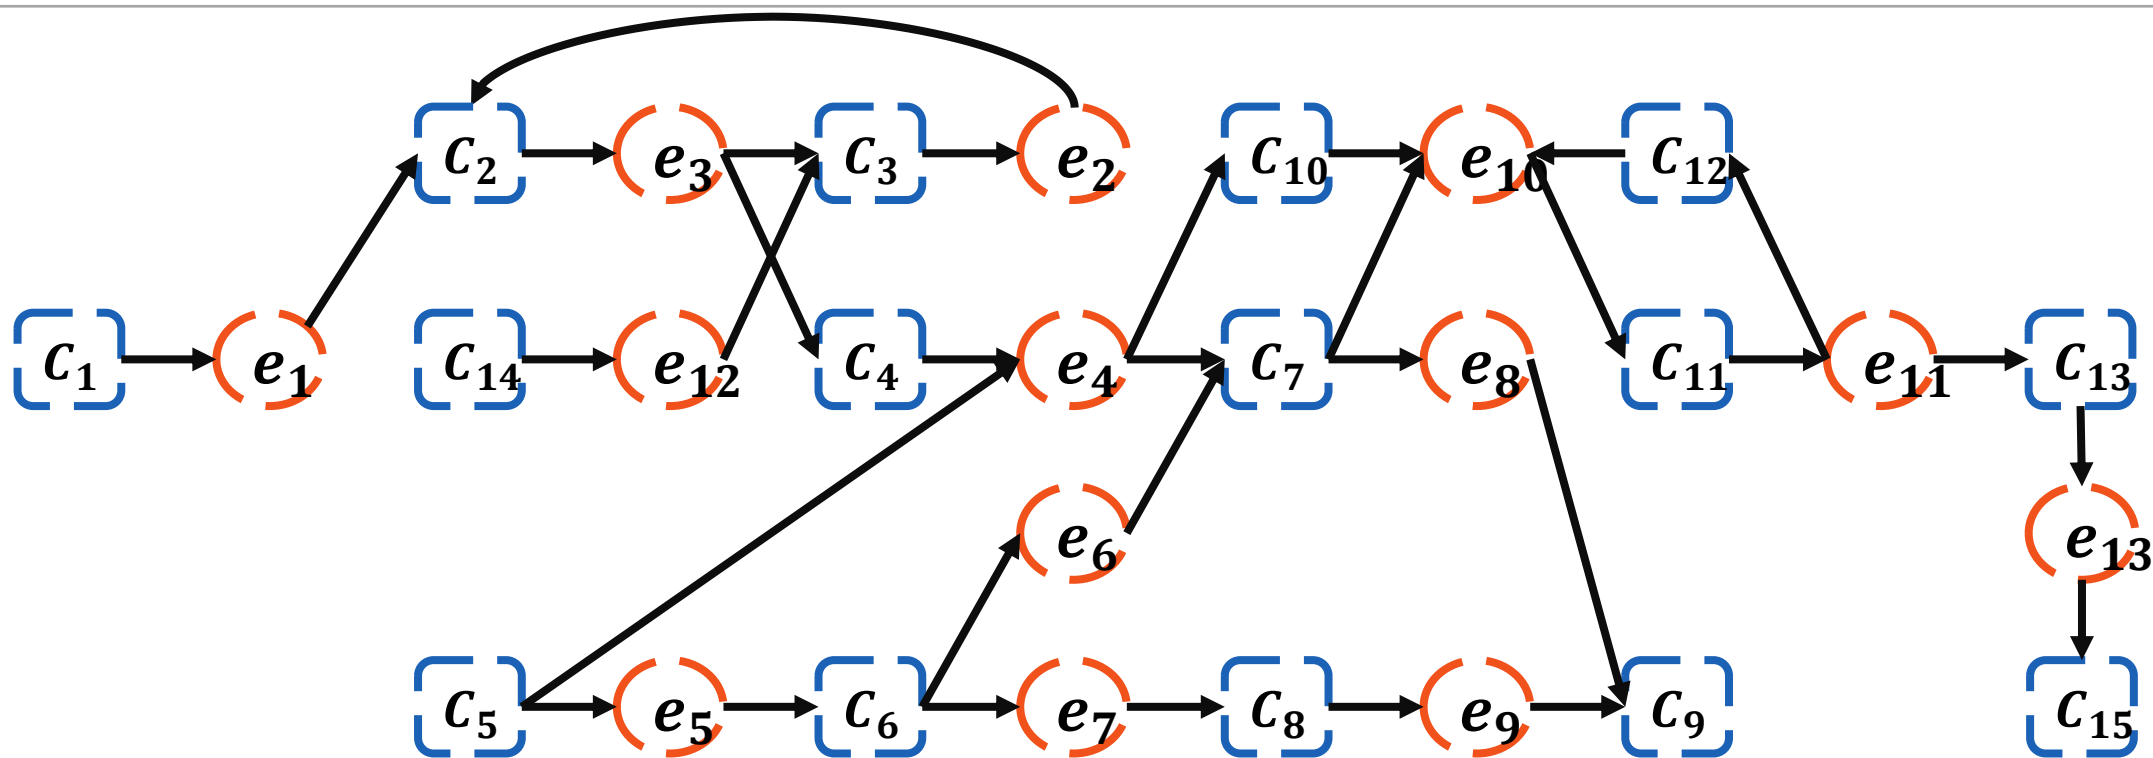 c₂ e₃ c₃ e₂ c₁₀ e₁₀ c₁₂
c₁ e₁ c₁₄ e₁₂ c₄ e₄ c₇ e₈ c₁₁ e₁₁ c₁₃
e₆ e₁₃
c₅ e₅ c₆ e₇ c₈ e₉ c₉ c₁₅